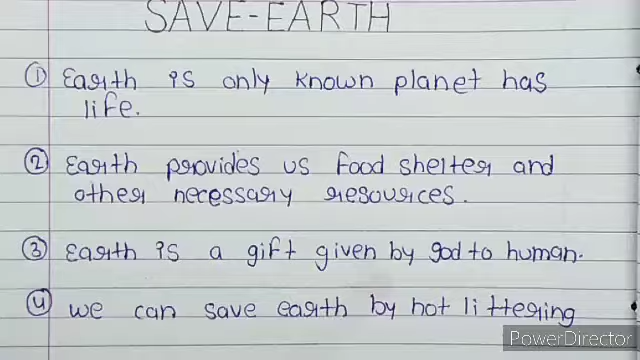 SAVE-EARTH
① Earth is only known planet has
life.
② Earth provides us food shelter and
other necessary resources.
③ Earth is a gift given by god to human.
④ We can save earth by not littering
PowerDirector